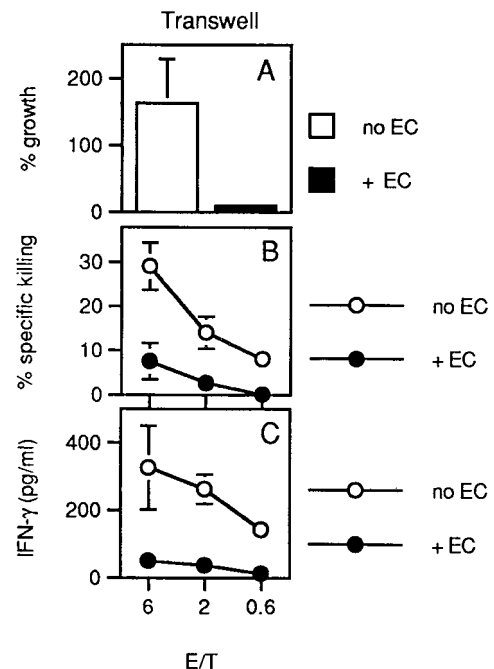 Transwell
A
% growth
200
100
0
no EC
+ EC
B
% specific killing
30
20
10
0
no EC
+ EC
C
IFN-γ (pg/ml)
400
200
0
no EC
+ EC
6 2 0.6
E/T